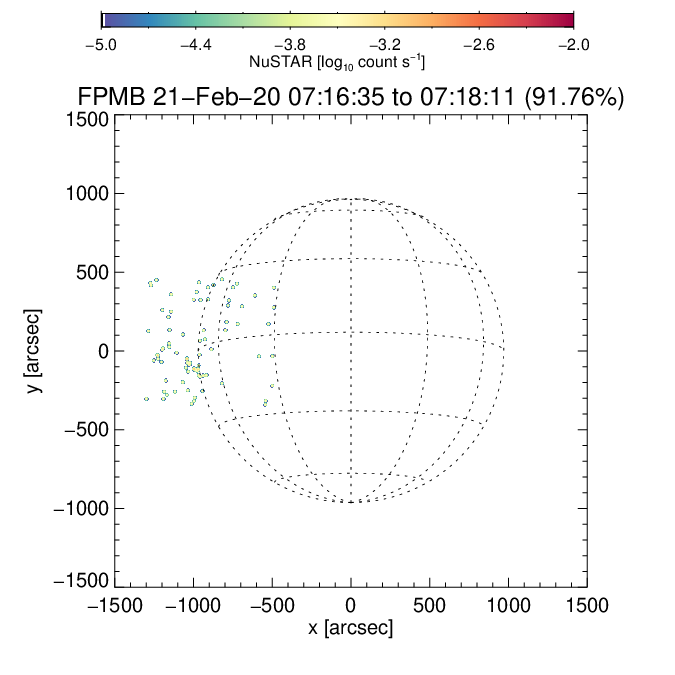 −5.0 −4.4 −3.8 −3.2 −2.6 −2.0
NuSTAR [log₁₀ count s⁻¹]
FPMB 21−Feb−20 07:16:35 to 07:18:11 (91.76%)
1500
1000
500
0
−500
−1000
−1500
y [arcsec]
−1500 −1000 −500 0 500 1000 1500
x [arcsec]